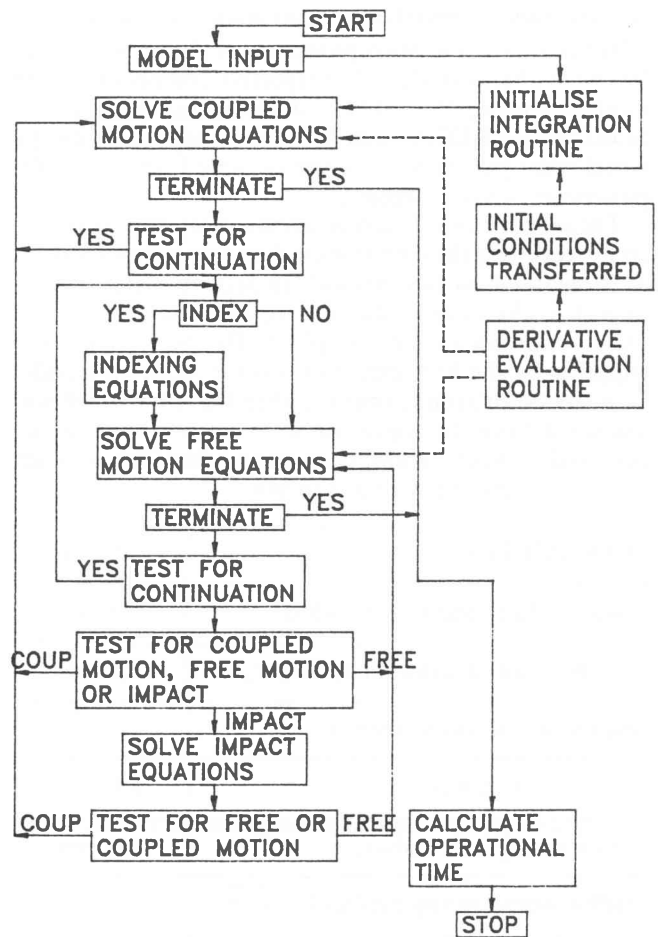 START
MODEL INPUT
INITIALISE
INTEGRATION
ROUTINE
SOLVE COUPLED
MOTION EQUATIONS
TERMINATE
YES
INITIAL
CONDITIONS
TRANSFERRED
YES
TEST FOR
CONTINUATION
YES
INDEX
NO
DERIVATIVE
EVALUATION
ROUTINE
INDEXING
EQUATIONS
SOLVE FREE
MOTION EQUATIONS
TERMINATE
YES
YES
TEST FOR
CONTINUATION
COUP
TEST FOR COUPLED
MOTION, FREE MOTION
OR IMPACT
FREE
IMPACT
SOLVE IMPACT
EQUATIONS
COUP
TEST FOR FREE OR
COUPLED MOTION
FREE
CALCULATE
OPERATIONAL
TIME
STOP